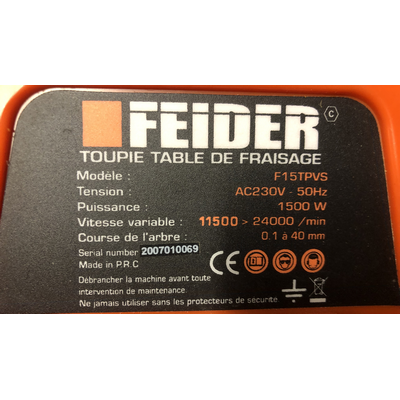 FEIDER
TOUPIE TABLE DE FRAISAGE
Modèle : F15TPVS
Tension : AC230V - 50Hz
Puissance : 1500 W
Vitesse variable : 11500 > 24000 /min
Course de l'arbre : 0.1 à 40 mm
Serial number 2007010069
Made in P.R.C
CE
Débrancher la machine avant toute
intervention de maintenance.
Ne jamais utiliser sans les protecteurs de sécurité